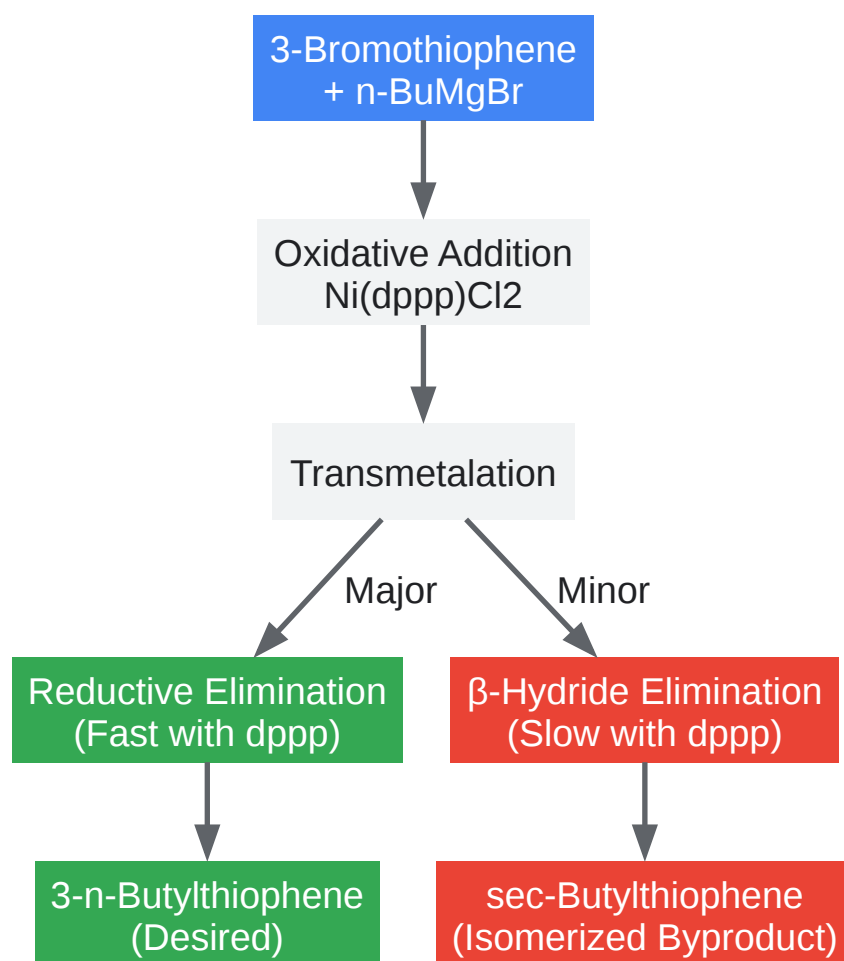 3-Bromothiophene
+ n-BuMgBr
Oxidative Addition
Ni(dppp)Cl2
Transmetalation
Major
Minor
Reductive Elimination
(Fast with dppp)
β-Hydride Elimination
(Slow with dppp)
3-n-Butylthiophene
(Desired)
sec-Butylthiophene
(Isomerized Byproduct)